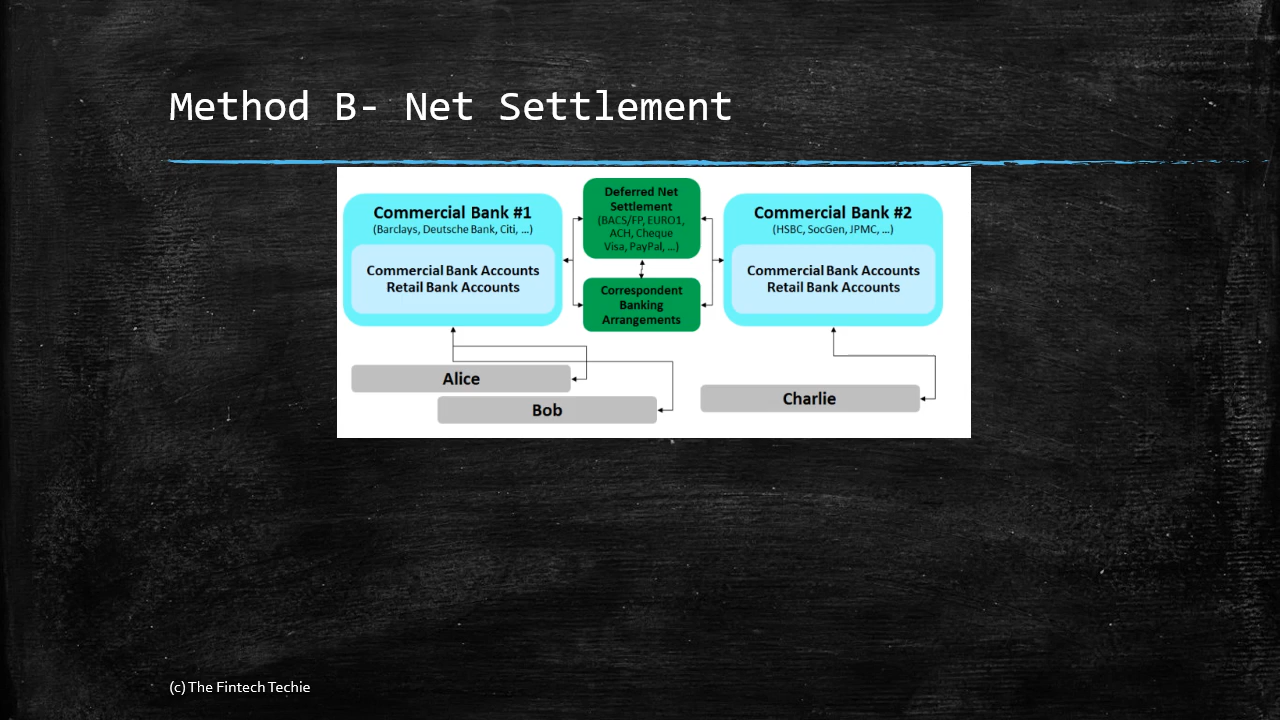 Method B- Net Settlement
Commercial Bank #1
(Barclays, Deutsche Bank, Citi, ...)
Commercial Bank Accounts
Retail Bank Accounts
Deferred Net
Settlement
(BACS/FP, EURO1,
ACH, Cheque
Visa, PayPal, ...)
Correspondent
Banking
Arrangements
Commercial Bank #2
(HSBC, SocGen, JPMC, ...)
Commercial Bank Accounts
Retail Bank Accounts
Alice
Bob
Charlie
(c) The Fintech Techie